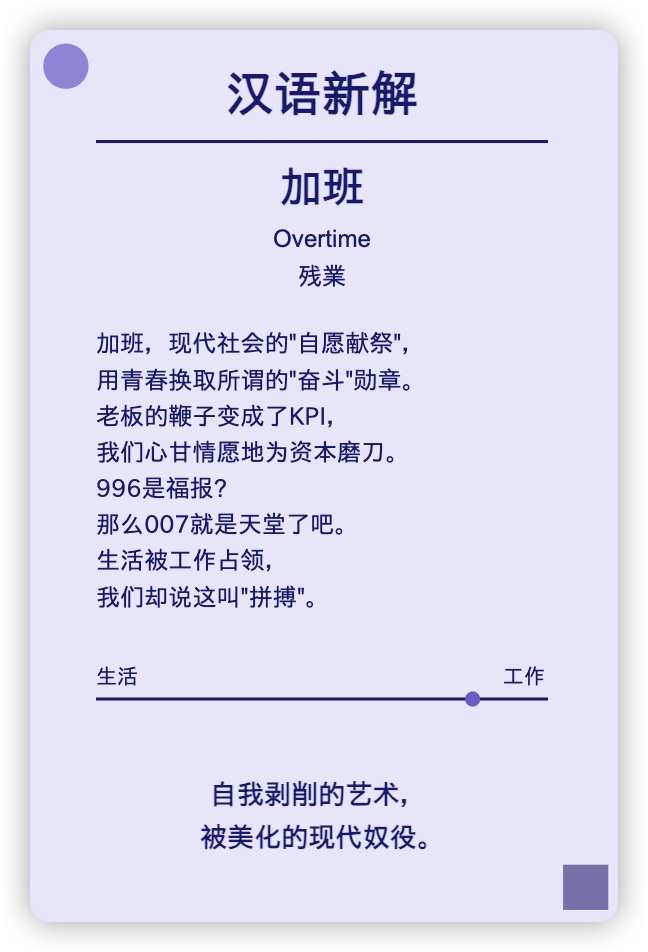 汉语新解
加班
Overtime
残業
加班，现代社会的"自愿献祭"，
用青春换取所谓的"奋斗"勋章。
老板的鞭子变成了KPI，
我们心甘情愿地为资本磨刀。
996是福报？
那么007就是天堂了吧。
生活被工作占领，
我们却说这叫"拼搏"。
生活 工作
自我剥削的艺术，
被美化的现代奴役。